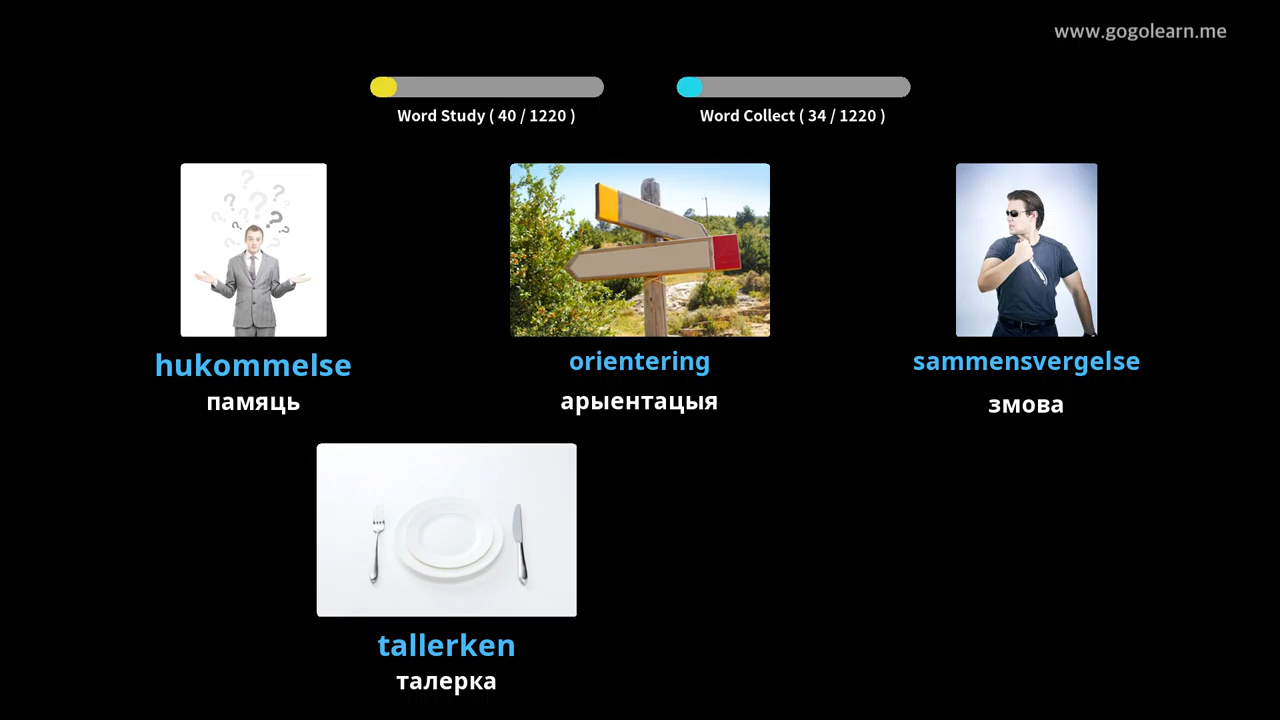 www.gogolearn.me
Word Study ( 40 / 1220 )
Word Collect ( 34 / 1220 )
hukommelse
памяць
orientering
арыентацыя
sammensvergelse
змова
tallerken
талерка